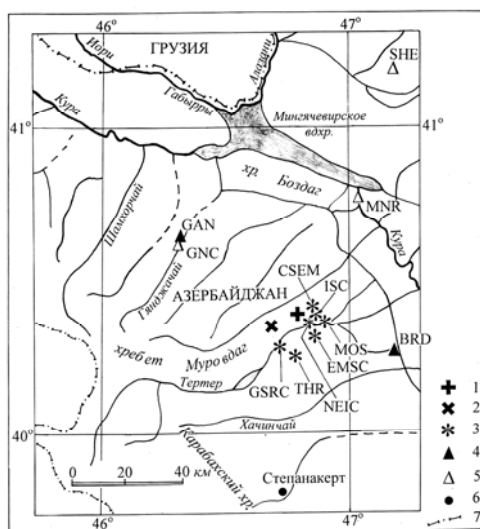 46°
47°
ГРУЗИЯ
SHE
Иори
Алазани
Габырры
Кура
41°
Мингячевирское
вдхр.
41°
хр. Боздаг
MNR
Шамхорчай
GAN
GNC
Кура
Гянджачай
CSEM
ISC
АЗЕРБАЙДЖАН
BRD
MOS
хребет Муровдаг
EMSC
Тертер
GSRC
THR
NEIC
1
2
3
Хачинчай
40°
40°
4
5
6
7
0 20 40 км
Карабахский хр.
Степанакерт
46°
47°